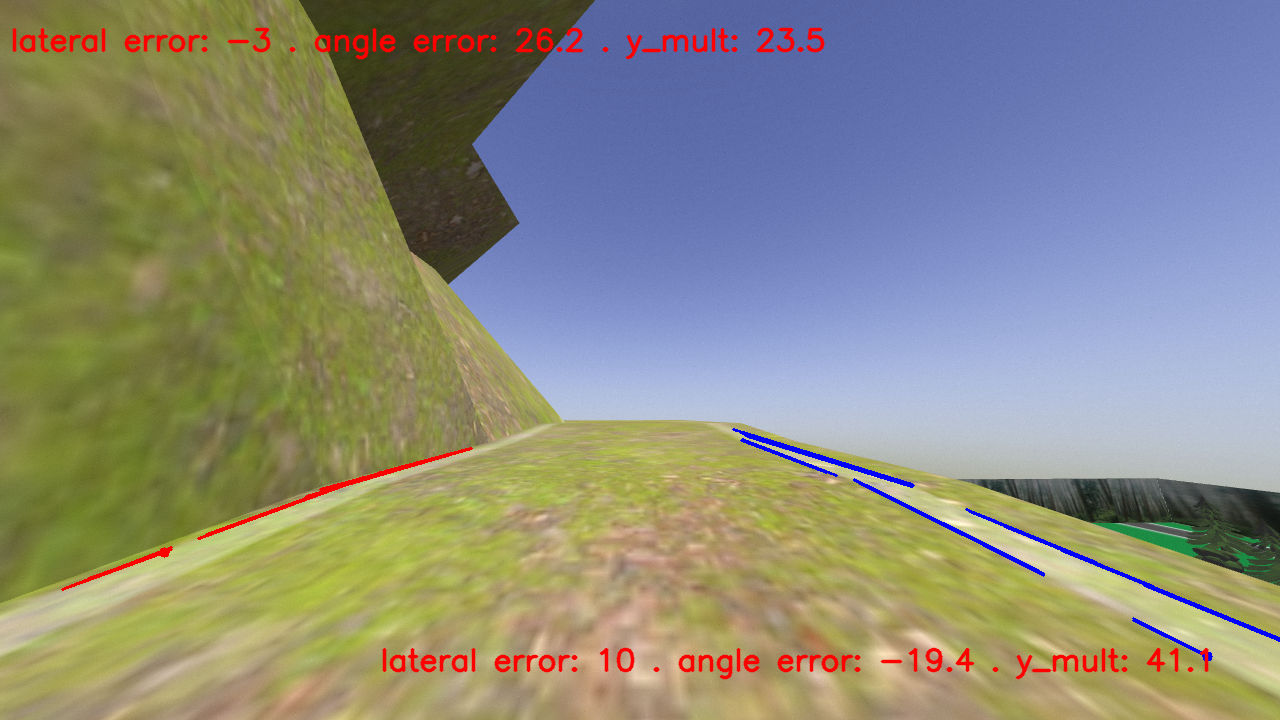 lateral error: -3 . angle error: 26.2 . y_mult: 23.5
lateral error: 10 . angle error: -19.4 . y_mult: 41.1